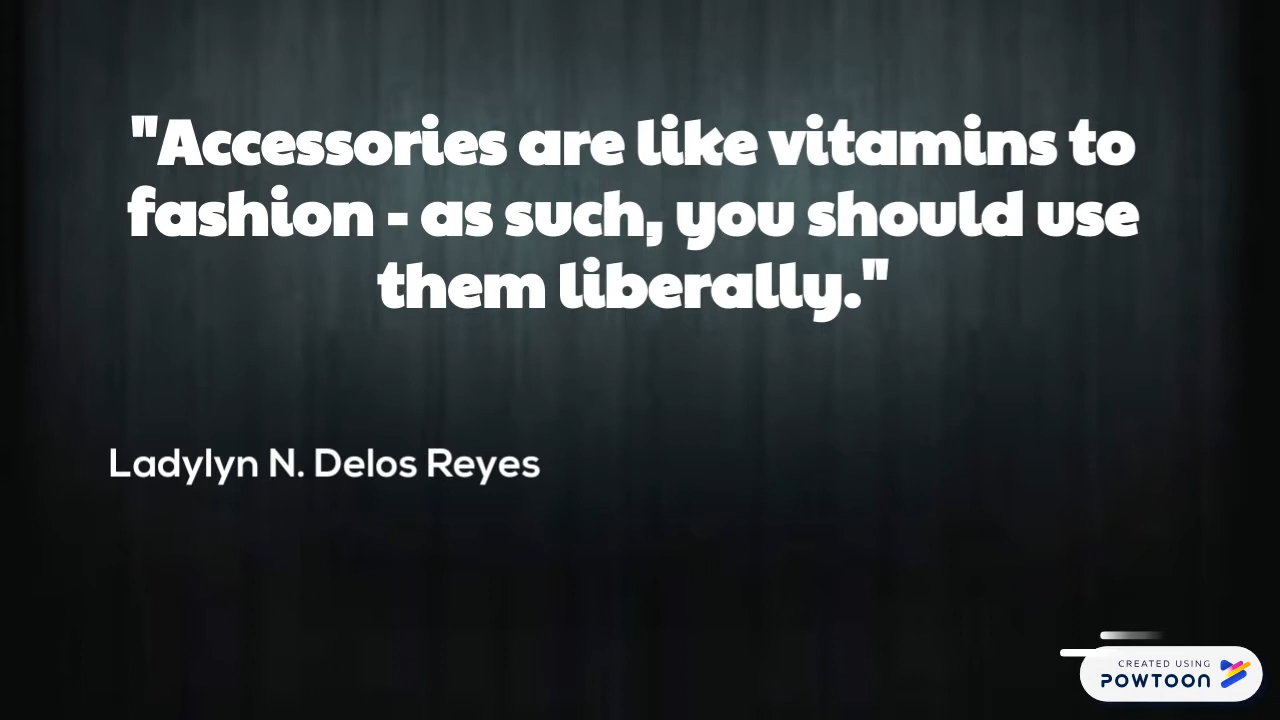 "Accessories are like vitamins to
fashion - as such, you should use
them liberally."
Ladylyn N. Delos Reyes
CREATED USING
POWTOON